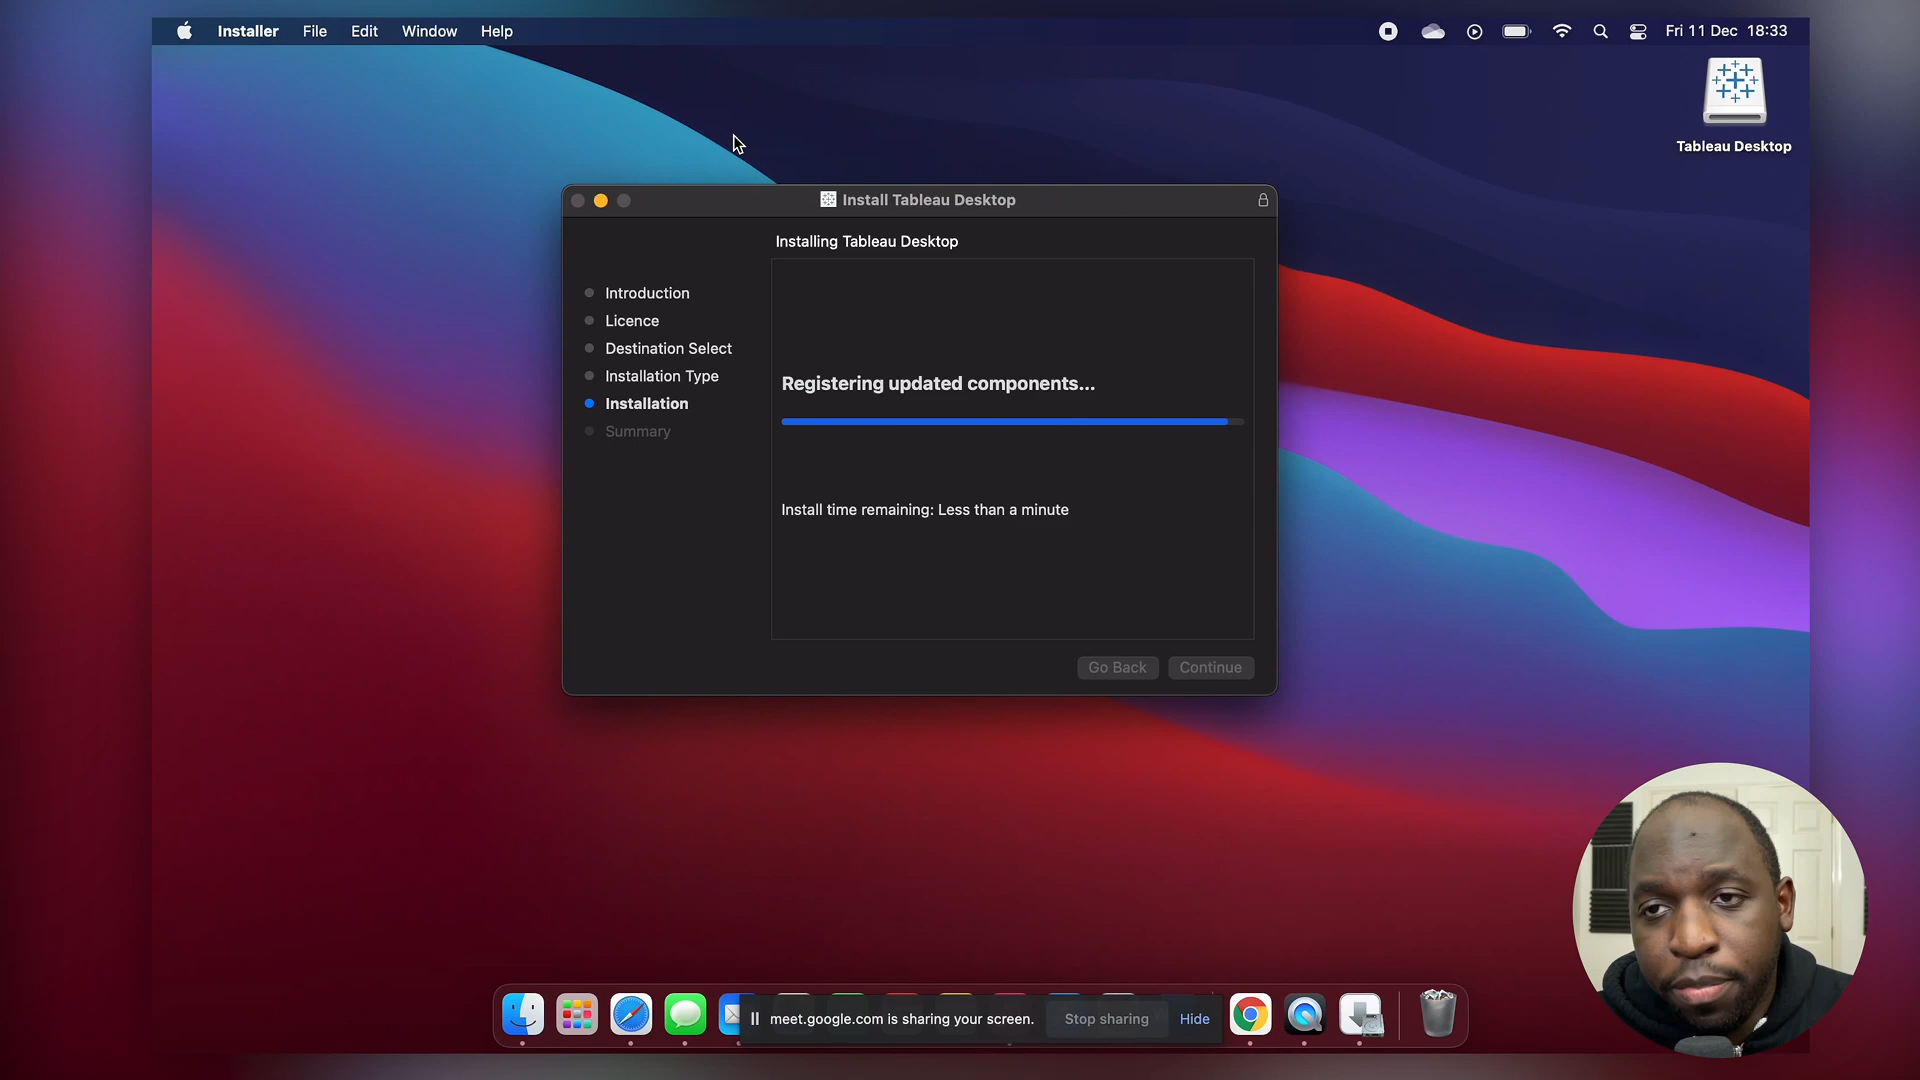 Installer File Edit Window Help Fri 11 Dec 18:33
Tableau Desktop
Install Tableau Desktop
Installing Tableau Desktop
Introduction
Licence
Destination Select
Installation Type
Installation
Summary
Registering updated components...
Install time remaining: Less than a minute
Go Back Continue
meet.google.com is sharing your screen. Stop sharing Hide